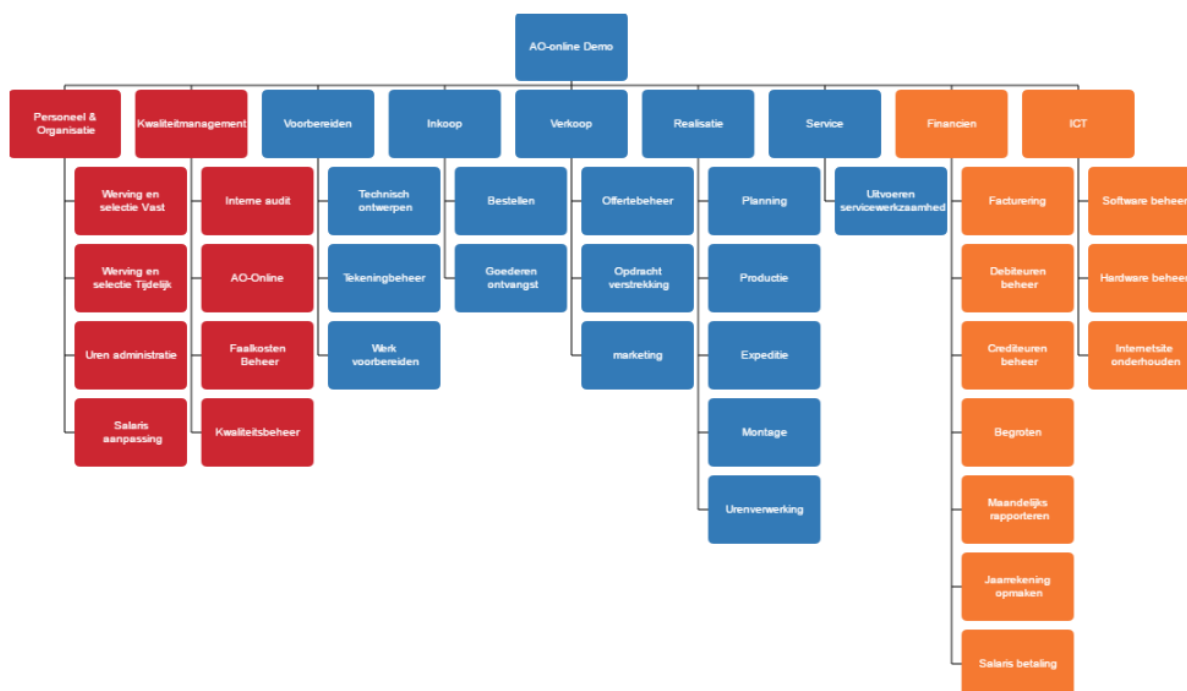 AO-online Demo
Personeel &
Organisatie
Kwaliteitmanagement
Voorbereiden
Inkoop
Verkoop
Realisatie
Service
Financien
ICT
Werving en
selectie Vast
Interne audit
Technisch
ontwerpen
Bestellen
Offertebeheer
Planning
Uitvoeren
servicewerkzaamhed
Facturering
Software beheer
Werving en
selectie Tijdelijk
AO-Online
Tekeningbeheer
Goederen
ontvangst
Opdracht
verstrekking
Productie
Debiteuren
beheer
Hardware beheer
Uren administratie
Faalkosten
Beheer
Werk
voorbereiden
marketing
Expeditie
Crediteuren
beheer
Internetsite
onderhouden
Salaris
aanpassing
Kwaliteitsbeheer
Montage
Begroten
Urenverwerking
Maandelijks
rapporteren
Jaarrekening
opmaken
Salaris betaling